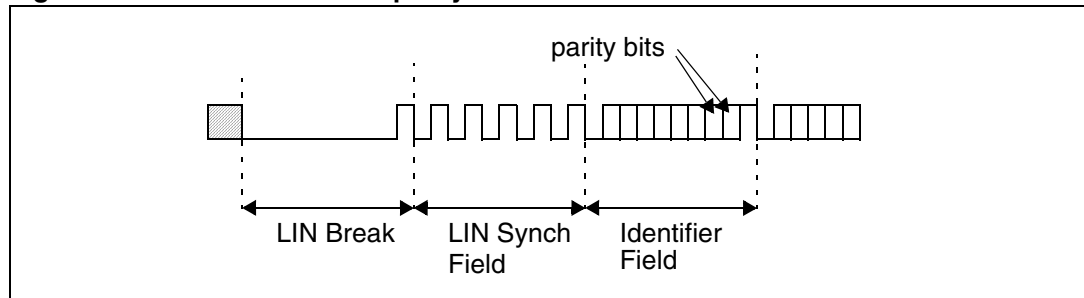 parity bits
LIN Break
LIN Synch
Field
Identifier
Field